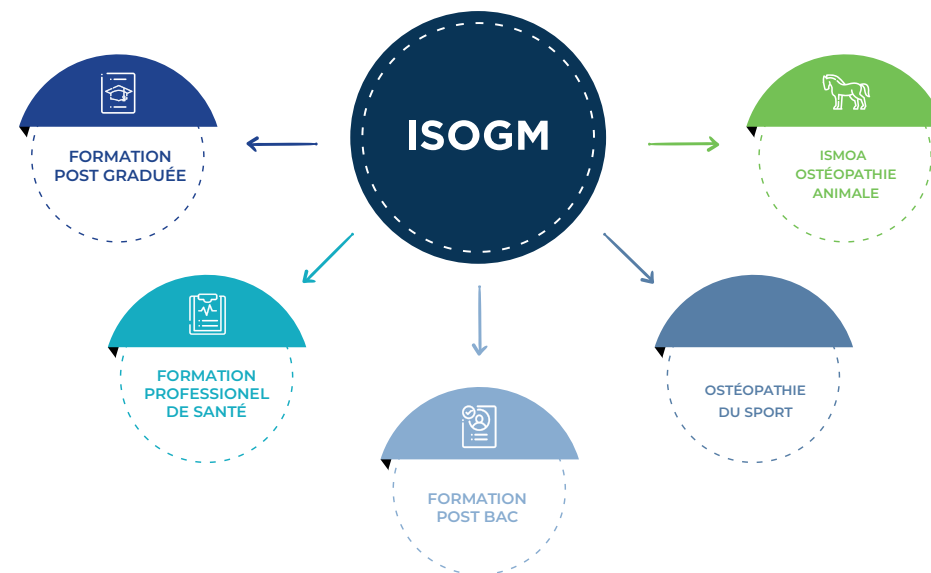 ISOGM
FORMATION
POST GRADUÉE
ISMOA
OSTÉOPATHIE
ANIMALE
FORMATION
PROFESSIONEL
DE SANTÉ
OSTÉOPATHIE
DU SPORT
FORMATION
POST BAC